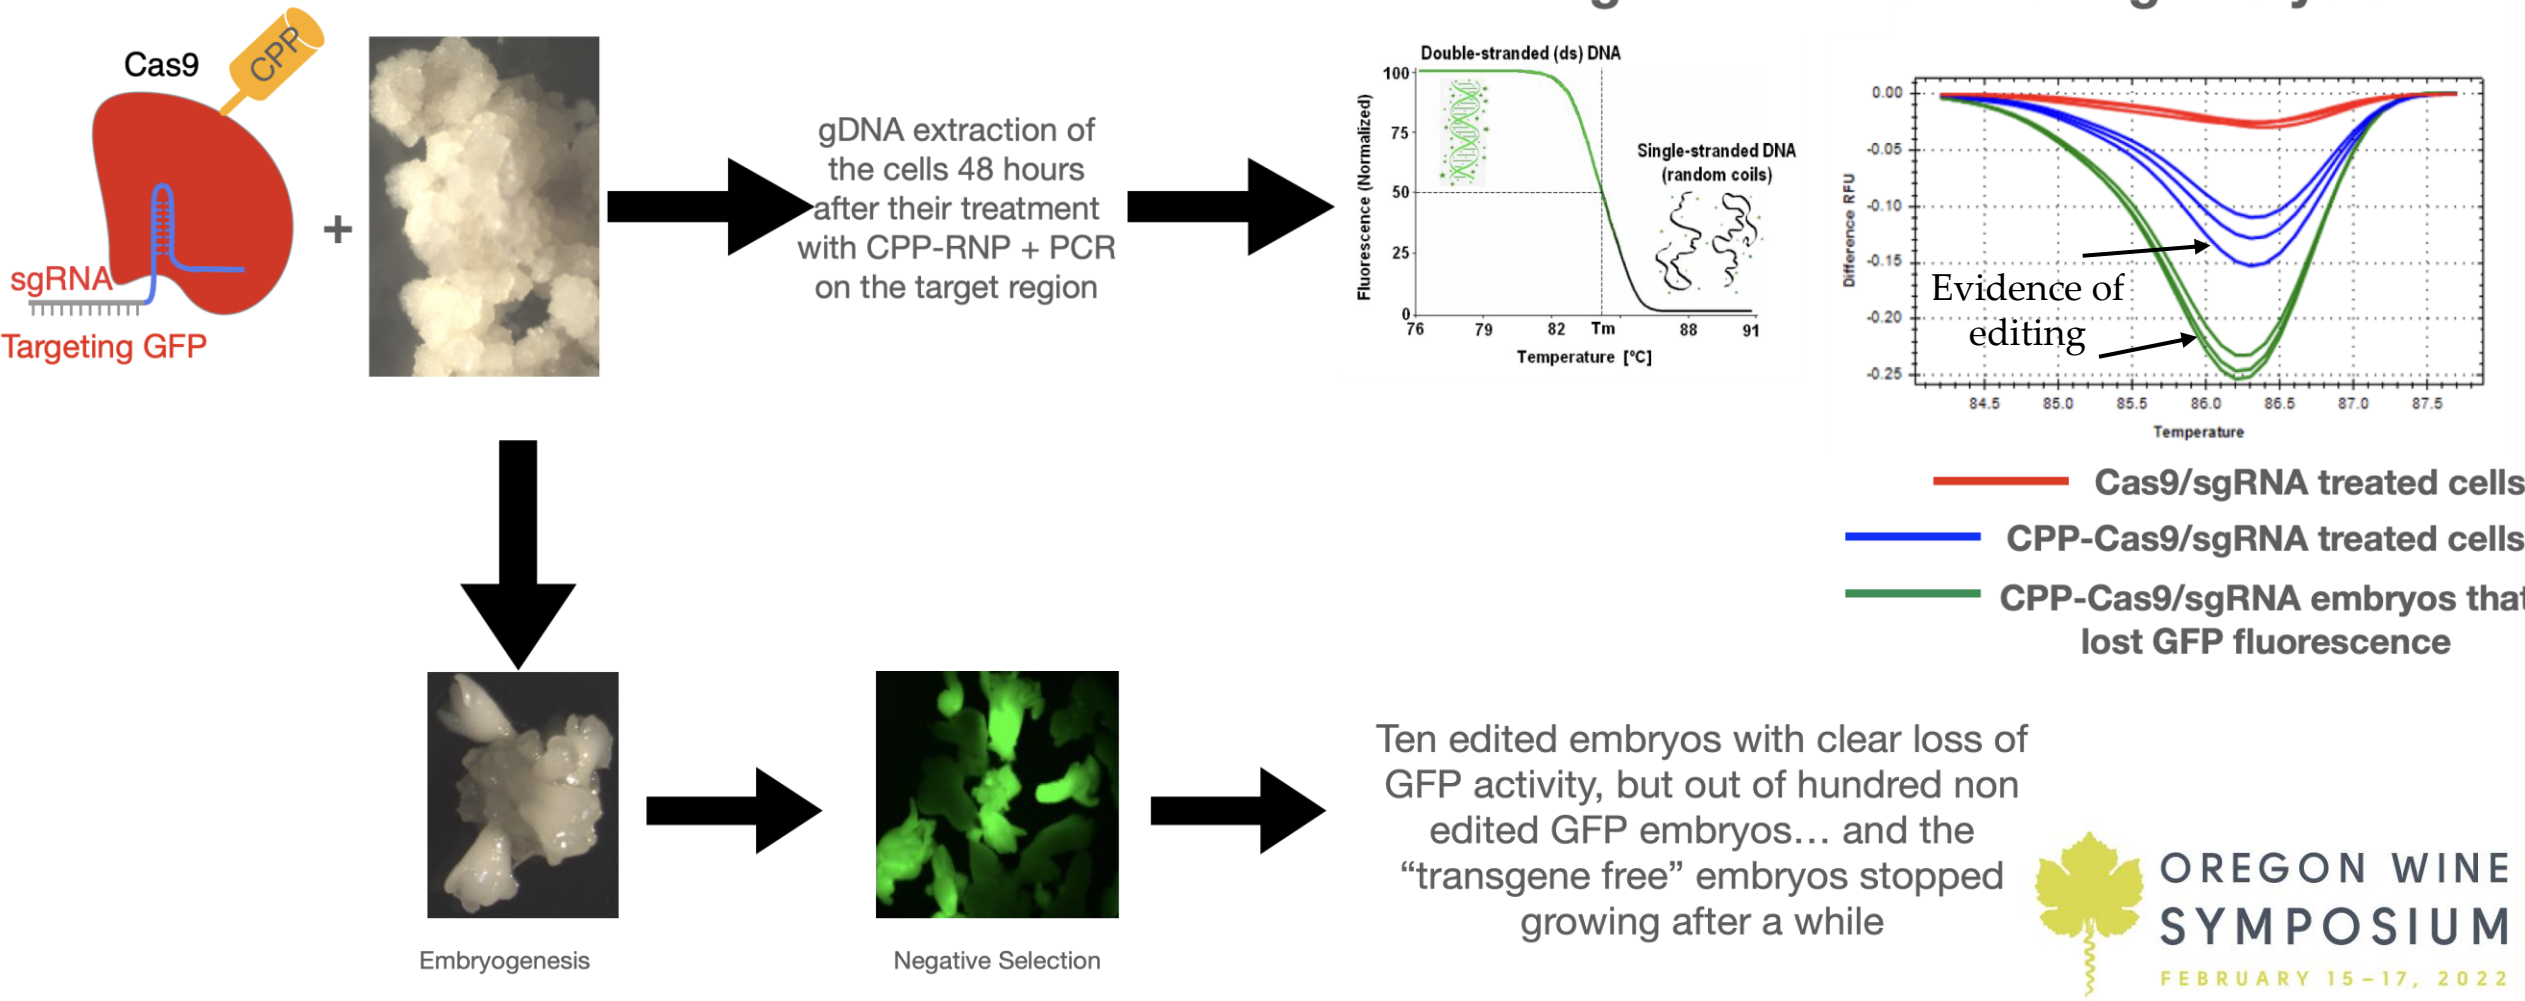 Cas9
CPP
sgRNA
Targeting GFP
+
gDNA extraction of
the cells 48 hours
after their treatment
with CPP-RNP + PCR
on the target region
Double-stranded (ds) DNA
Single-stranded DNA
(random coils)
Fluorescence (Normalized)
100
75
50
25
0
76 79 82 Tm 88 91
Temperature [°C]
Difference RFU
0.00
-0.05
-0.10
-0.15
-0.20
-0.25
Evidence of
editing
84.5 85.0 85.5 86.0 86.5 87.0 87.5
Temperature
Cas9/sgRNA treated cells
CPP-Cas9/sgRNA treated cells
CPP-Cas9/sgRNA embryos that
lost GFP fluorescence
Embryogenesis
Negative Selection
Ten edited embryos with clear loss of
GFP activity, but out of hundred non
edited GFP embryos... and the
“transgene free” embryos stopped
growing after a while
OREGON WINE
SYMPOSIUM
FEBRUARY 15–17, 2022